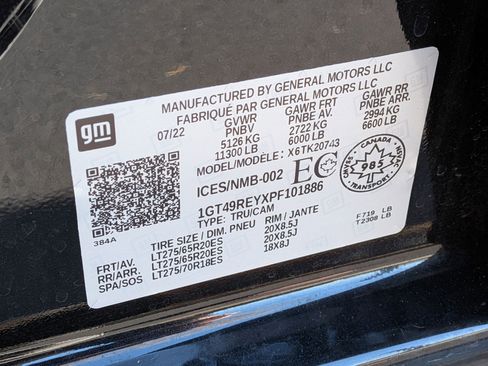 MANUFACTURED BY GENERAL MOTORS LLC
FABRIQUÉ PAR GENERAL MOTORS LLC
gm
07/22 GVWR GAWR FRT GAWR RR
PNBV PNBE AV. PNBE ARR.
5126 KG 2722 KG 2994 KG
11300 LB 6000 LB 6600 LB
MODEL/MODÈLE: X6TK20743
ICES/NMB-002 EC
UNITED STATES 985 CANADA
1GT49REYXPF101886
TYPE: TRU/CAM
384A
TIRE SIZE / DIM. PNEU RIM / JANTE F719 LB
FRT/AV. LT275/65R20ES 20X8.5J T2308 LB
RR/ARR. LT275/65R20ES 20X8.5J
SPA/SOS LT275/70R18ES 18X8J